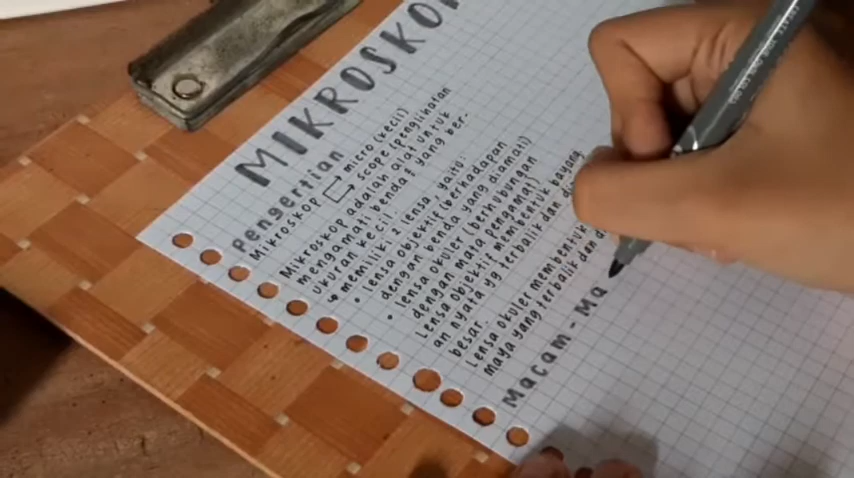 MIKROSKO
Pengertian
Mikroskop → micro (kecil)
→ scope (penglihatan
Mikroskop adalah alat untuk
mengamati benda² yang ber-
ukuran kecil.
↳ memiliki 2 lensa, yaitu:
• Lensa objektif (berhadapan
dengan benda yang diamati)
• Lensa okuler (berhubungan
dengan mata pengamat)
Lensa objektif membentuk bayang
an nyata yg terbalik dan di
besar.
Lensa okuler membentuk
maya yang terbalik dan d
Macam - Ma